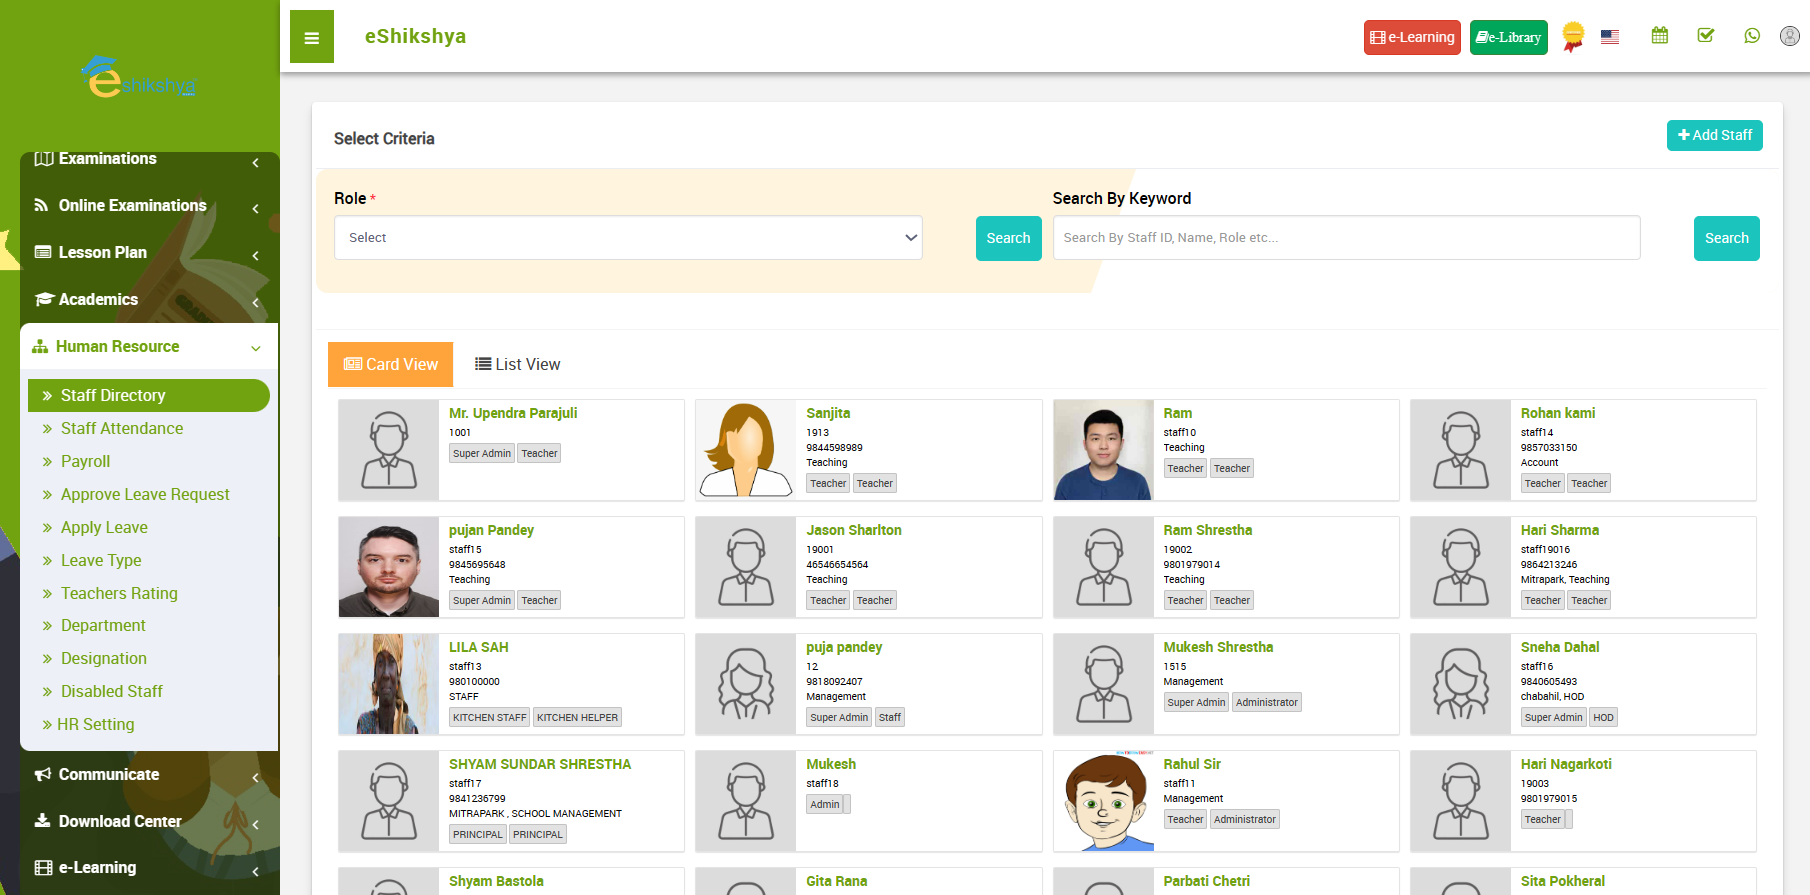 eShikshya
e-Learning
e-Library
eshikshya
Examinations
Online Examinations
Lesson Plan
Academics
Human Resource
Staff Directory
Staff Attendance
Payroll
Approve Leave Request
Apply Leave
Leave Type
Teachers Rating
Department
Designation
Disabled Staff
HR Setting
Communicate
Download Center
e-Learning
Select Criteria
Add Staff
Role *
Select
Search
Search By Keyword
Search By Staff ID, Name, Role etc...
Search
Card View
List View
Mr. Upendra Parajuli
1001
Super Admin Teacher
Sanjita
1913
9844598989
Teaching
Teacher Teacher
Ram
staff10
Teaching
Teacher Teacher
Rohan kami
staff14
9857033150
Account
Teacher Teacher
pujan Pandey
staff15
9845695648
Teaching
Super Admin Teacher
Jason Sharlton
19001
46546654564
Teaching
Teacher Teacher
Ram Shrestha
19002
9801979014
Teaching
Teacher Teacher
Hari Sharma
staff19016
9864213246
Mitrapark, Teaching
Teacher Teacher
LILA SAH
staff13
980100000
STAFF
KITCHEN STAFF KITCHEN HELPER
puja pandey
12
9818092407
Management
Super Admin Staff
Mukesh Shrestha
1515
Management
Super Admin Administrator
Sneha Dahal
staff16
9840605493
chabahil, HOD
Super Admin HOD
SHYAM SUNDAR SHRESTHA
staff17
9841236799
MITRAPARK , SCHOOL MANAGEMENT
PRINCIPAL PRINCIPAL
Mukesh
staff18
Admin
Rahul Sir
staff11
Management
Teacher Administrator
Hari Nagarkoti
19003
9801979015
Teacher
Shyam Bastola
Gita Rana
Parbati Chetri
Sita Pokheral